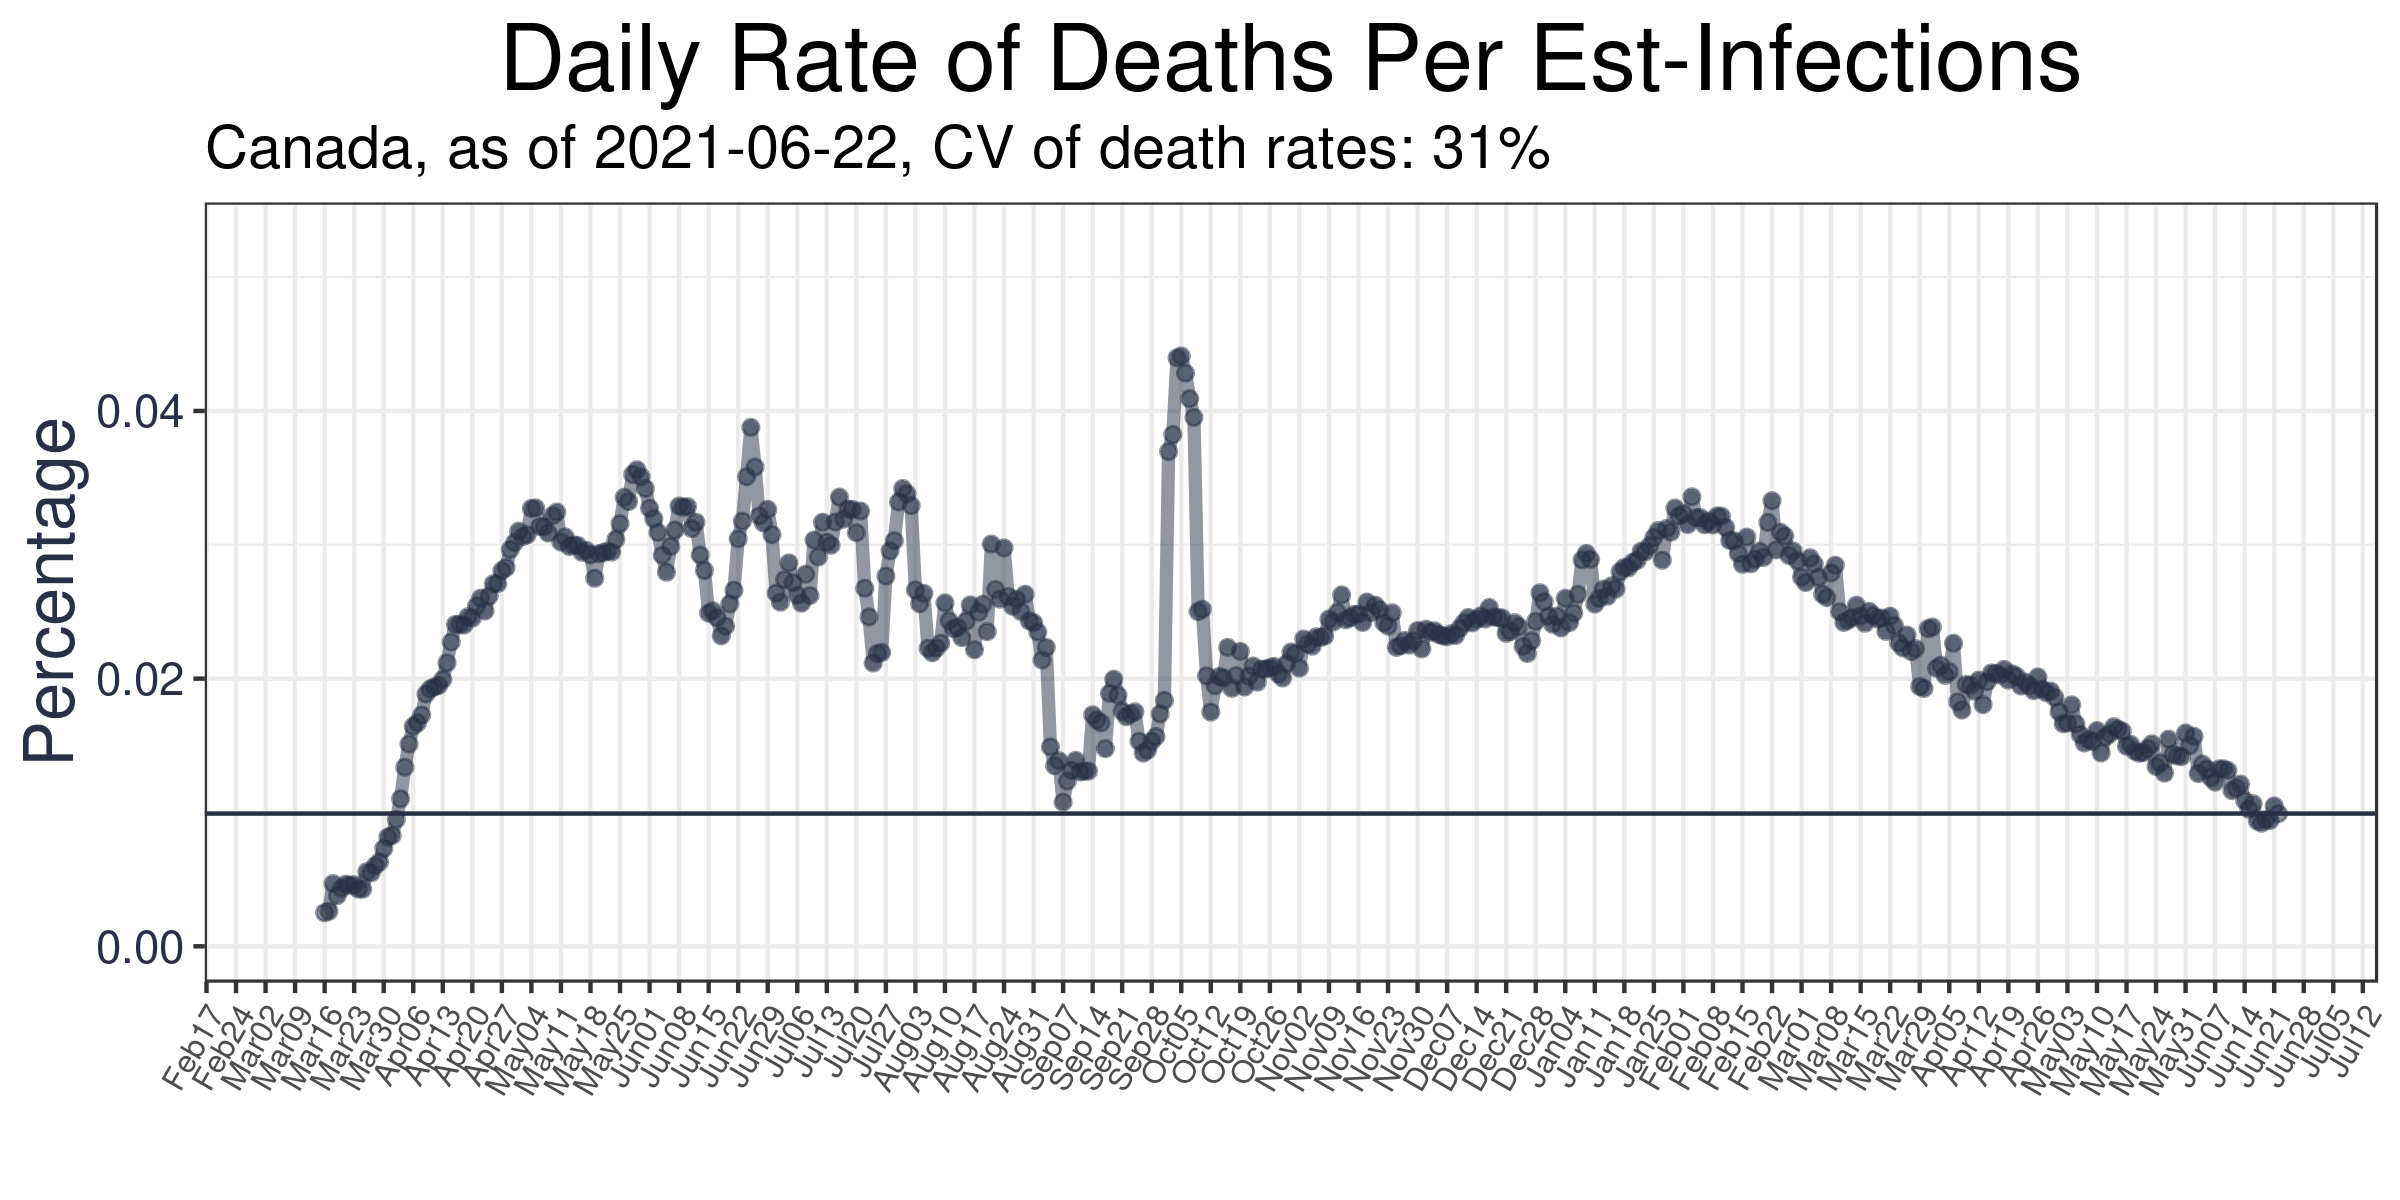 Daily Rate of Deaths Per Est-Infections
Canada, as of 2021-06-22, CV of death rates: 31%
Percentage
0.04
0.02
0.00
Feb17
Feb24
Mar02
Mar09
Mar16
Mar23
Mar30
Apr06
Apr13
Apr20
Apr27
May04
May11
May18
May25
Jun01
Jun08
Jun15
Jun22
Jun29
Jul06
Jul13
Jul20
Jul27
Aug03
Aug10
Aug17
Aug24
Aug31
Sep07
Sep14
Sep21
Sep28
Oct05
Oct12
Oct19
Oct26
Nov02
Nov09
Nov16
Nov23
Nov30
Dec07
Dec14
Dec21
Dec28
Jan04
Jan11
Jan18
Jan25
Feb01
Feb08
Feb15
Feb22
Mar01
Mar08
Mar15
Mar22
Mar29
Apr05
Apr12
Apr19
Apr26
May03
May10
May17
May24
May31
Jun07
Jun14
Jun21
Jun28
Jul05
Jul12